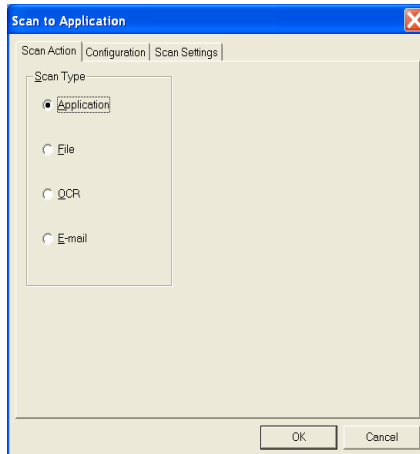 Scan to Application
Scan Action Configuration Scan Settings
Scan Type
Application
File
OCR
E-mail
OK Cancel